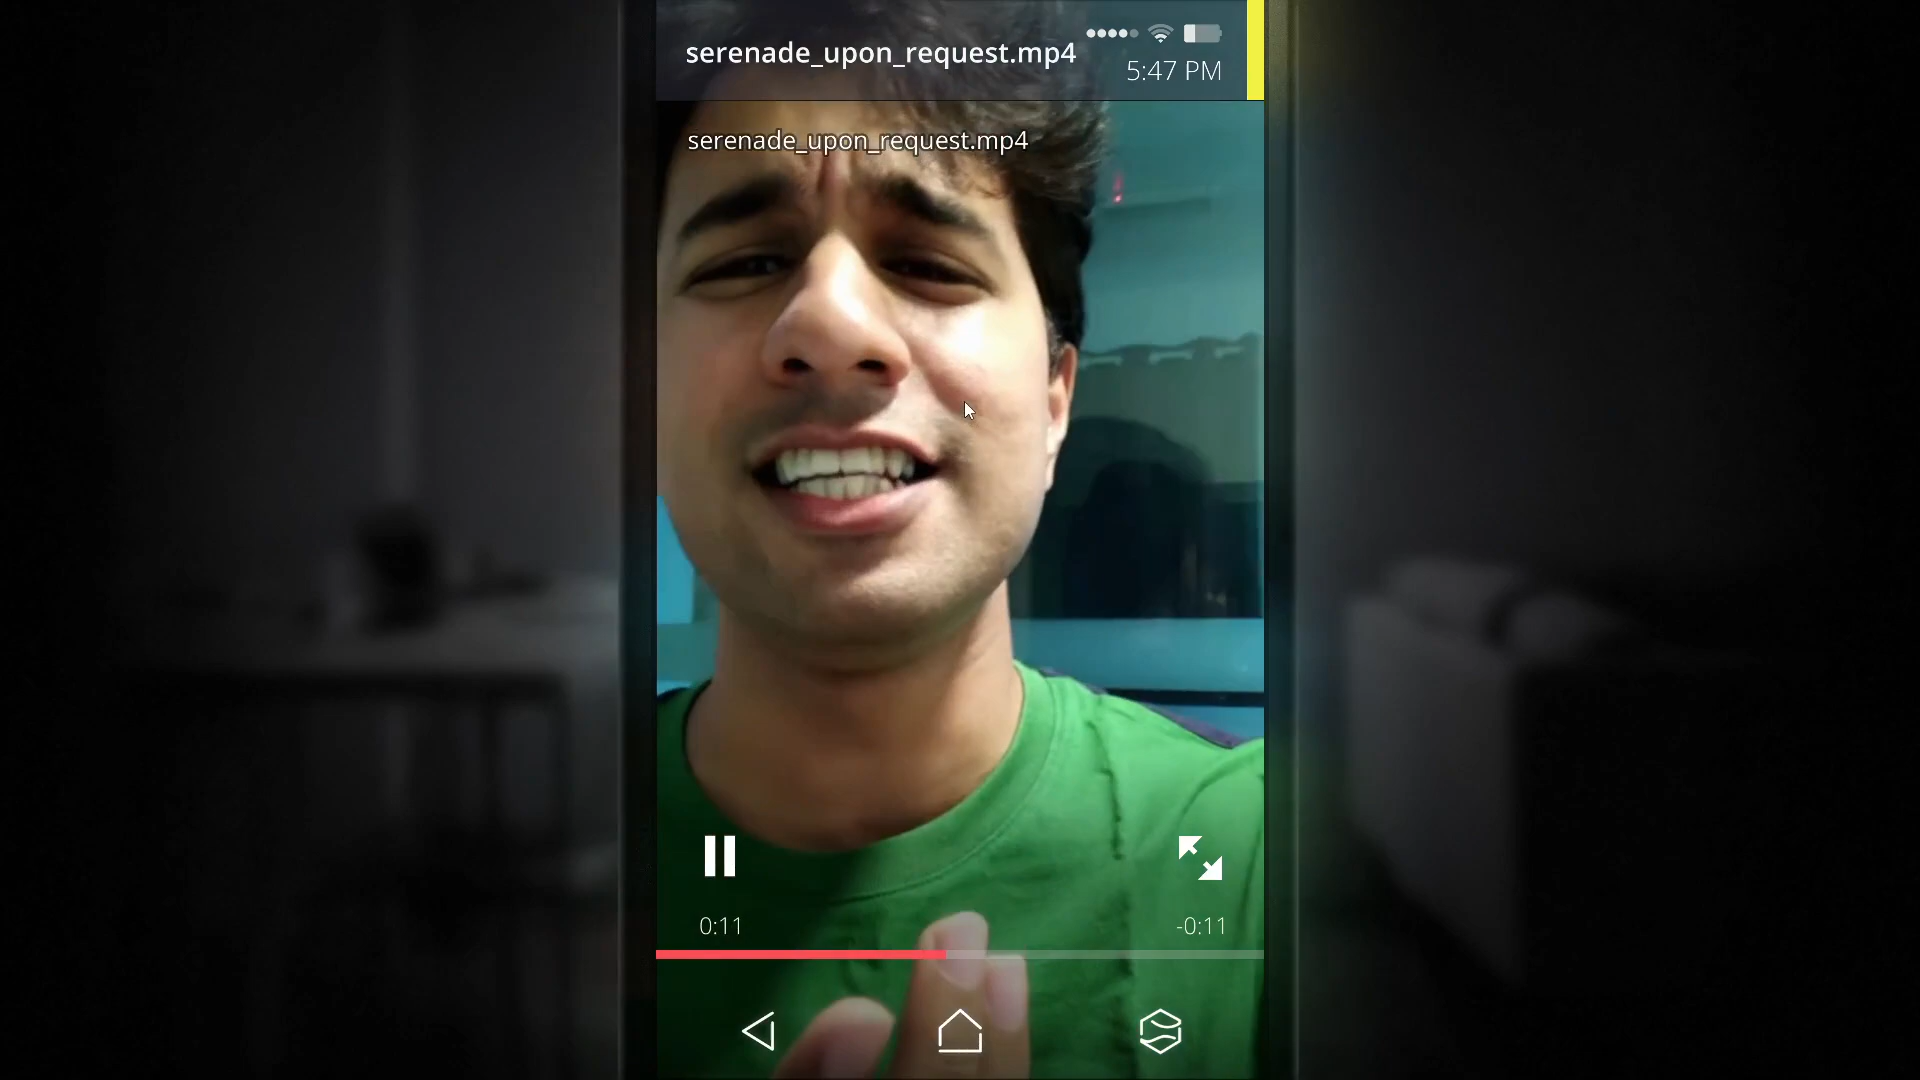 serenade_upon_request.mp4
5:47 PM
serenade_upon_request.mp4
0:11
-0:11